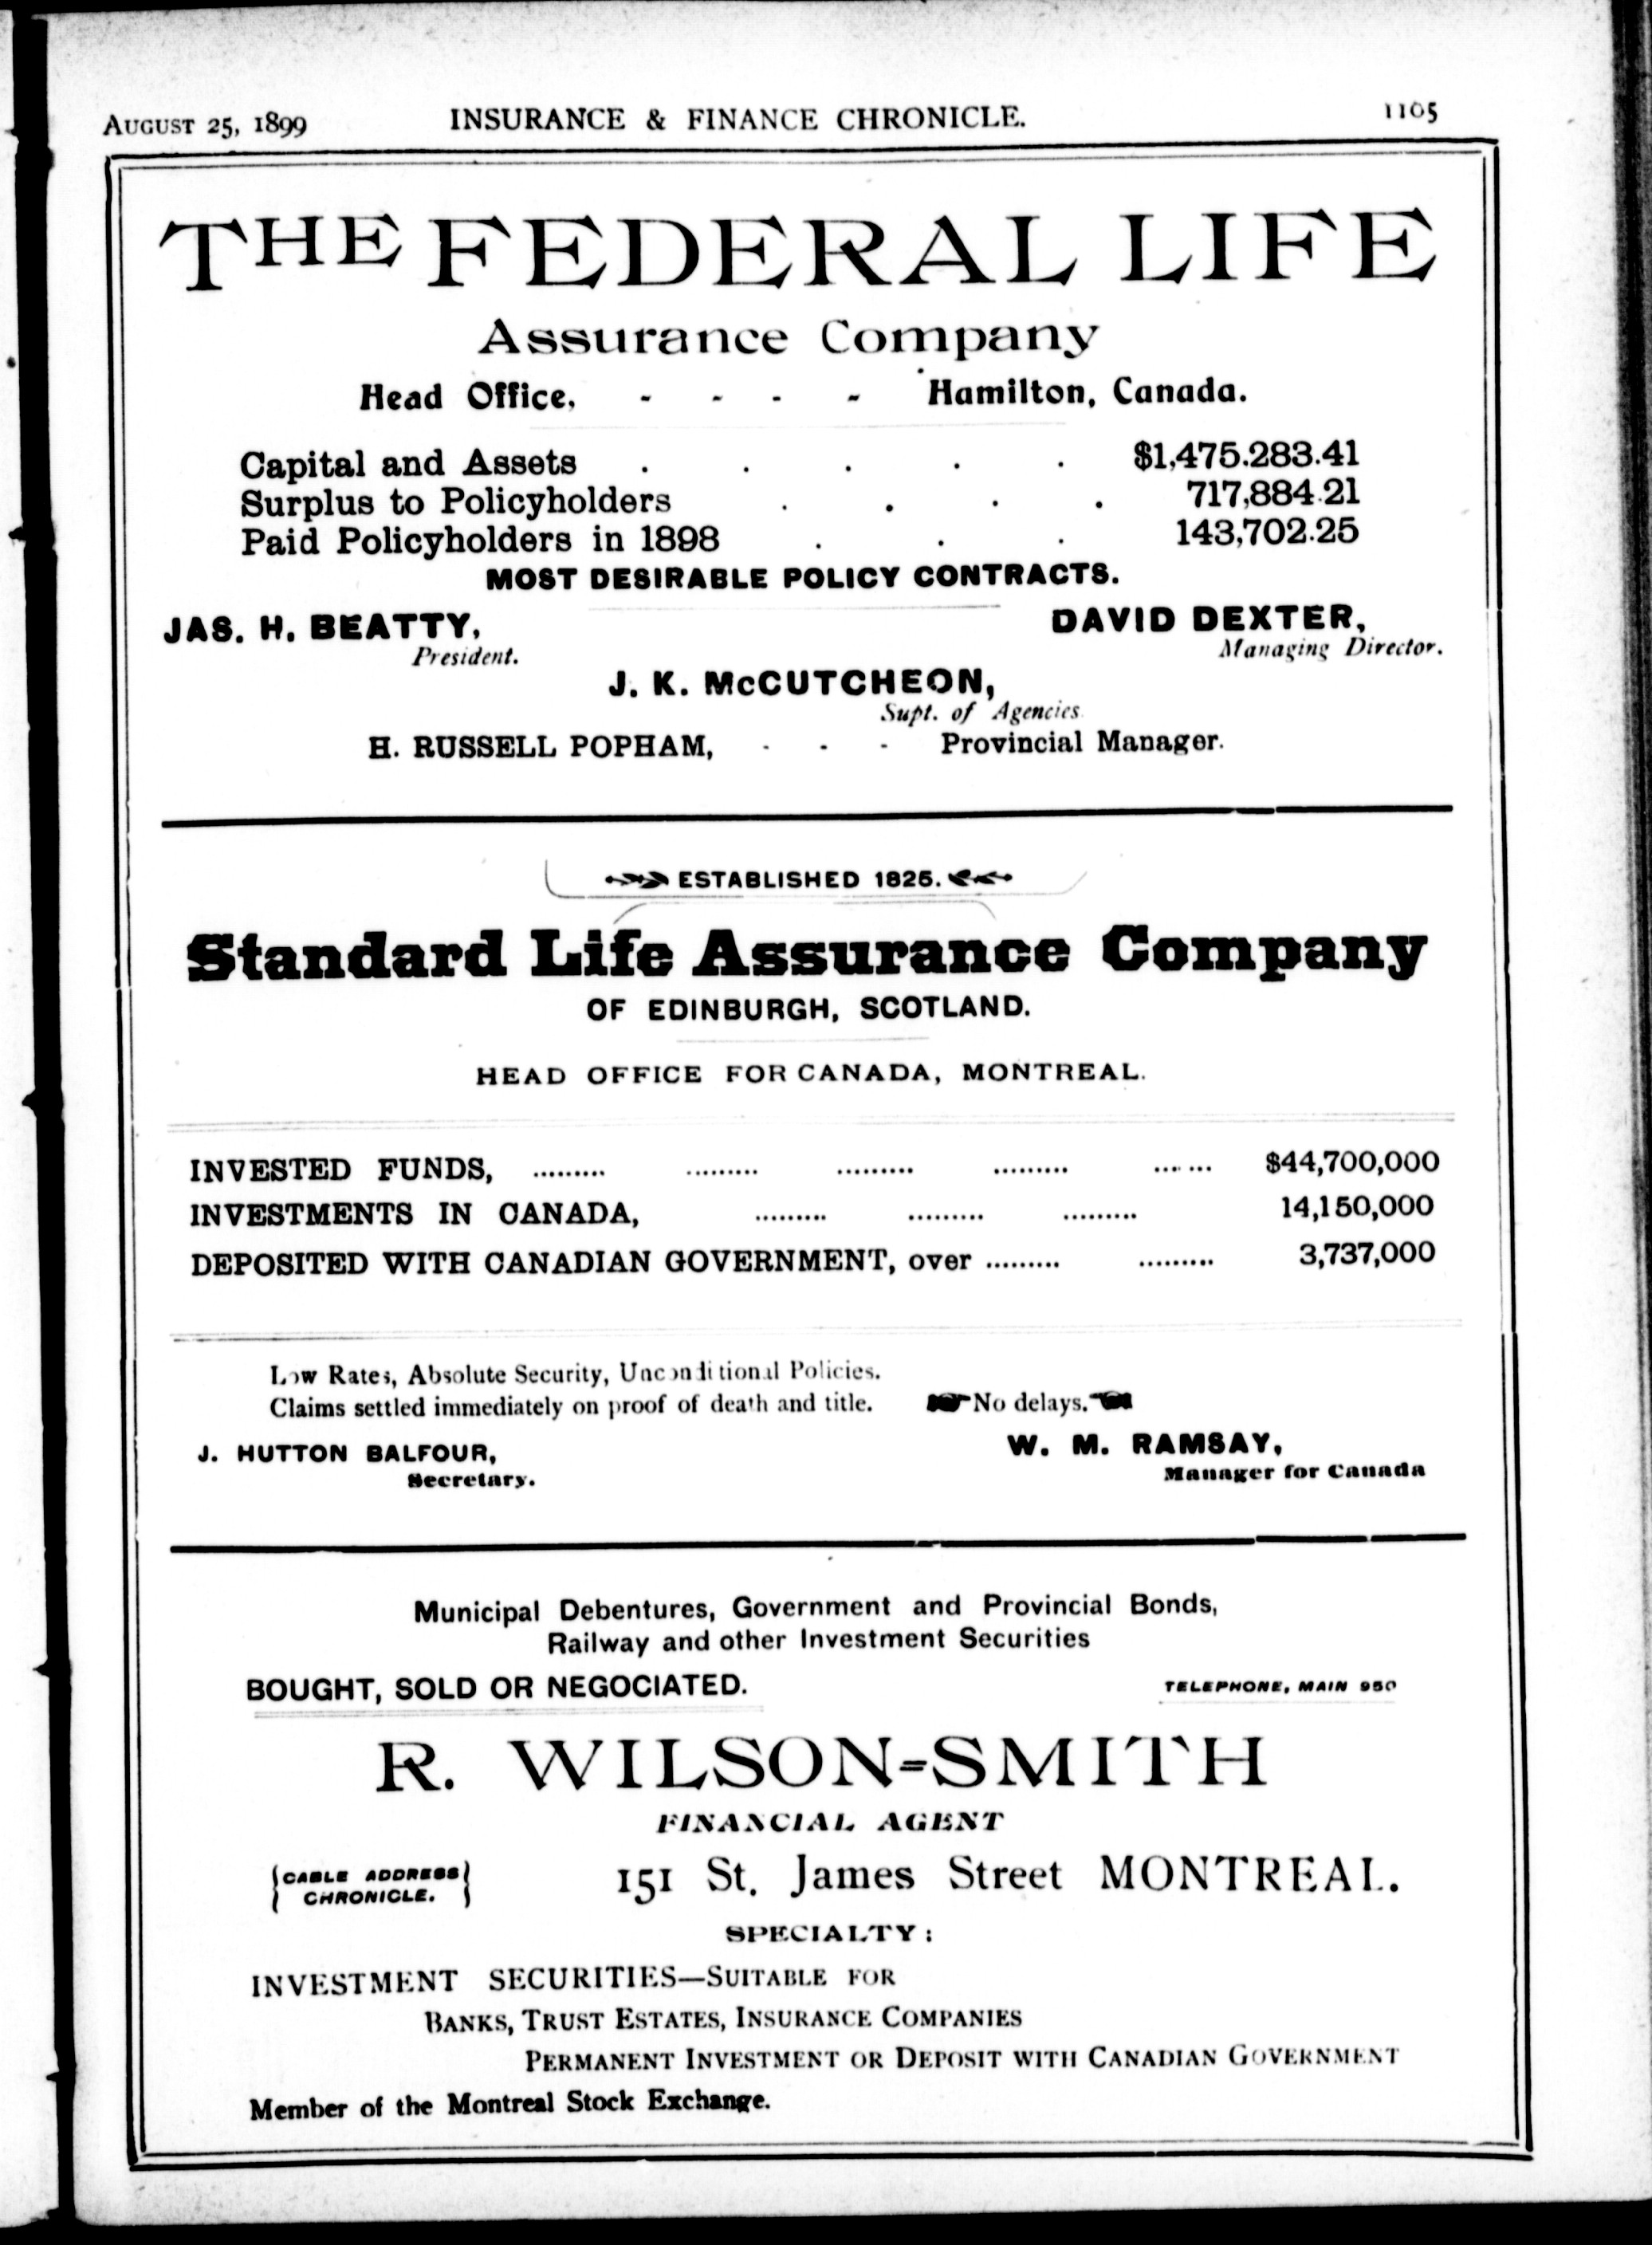 AUGUST 25, 1899 INSURANCE & FINANCE CHRONICLE. 1105
THE FEDERAL LIFE
Assurance Company
Head Office, - - - - Hamilton, Canada.
Capital and Assets . . . . . $1,475.283.41
Surplus to Policyholders . . . . 717,884.21
Paid Policyholders in 1898 . . . 143,702.25
MOST DESIRABLE POLICY CONTRACTS.
JAS. H. BEATTY, DAVID DEXTER,
President. Managing Director.
J. K. McCUTCHEON,
Supt. of Agencies
H. RUSSELL POPHAM, - - - Provincial Manager.
ESTABLISHED 1825.
Standard Life Assurance Company
OF EDINBURGH, SCOTLAND.
HEAD OFFICE FOR CANADA, MONTREAL.
INVESTED FUNDS, ......... ......... ......... ......... ...... $44,700,000
INVESTMENTS IN CANADA, ......... ......... ......... 14,150,000
DEPOSITED WITH CANADIAN GOVERNMENT, over ......... ......... 3,737,000
Low Rates, Absolute Security, Unconditional Policies.
Claims settled immediately on proof of death and title. No delays.
J. HUTTON BALFOUR, W. M. RAMSAY,
Secretary. Manager for Canada
Municipal Debentures, Government and Provincial Bonds,
Railway and other Investment Securities
BOUGHT, SOLD OR NEGOCIATED. TELEPHONE, MAIN 950
R. WILSON=SMITH
FINANCIAL AGENT
CABLE ADDRESS 151 St. James Street MONTREAL.
CHRONICLE.
SPECIALTY:
INVESTMENT SECURITIES—SUITABLE FOR
BANKS, TRUST ESTATES, INSURANCE COMPANIES
PERMANENT INVESTMENT OR DEPOSIT WITH CANADIAN GOVERNMENT
Member of the Montreal Stock Exchange.